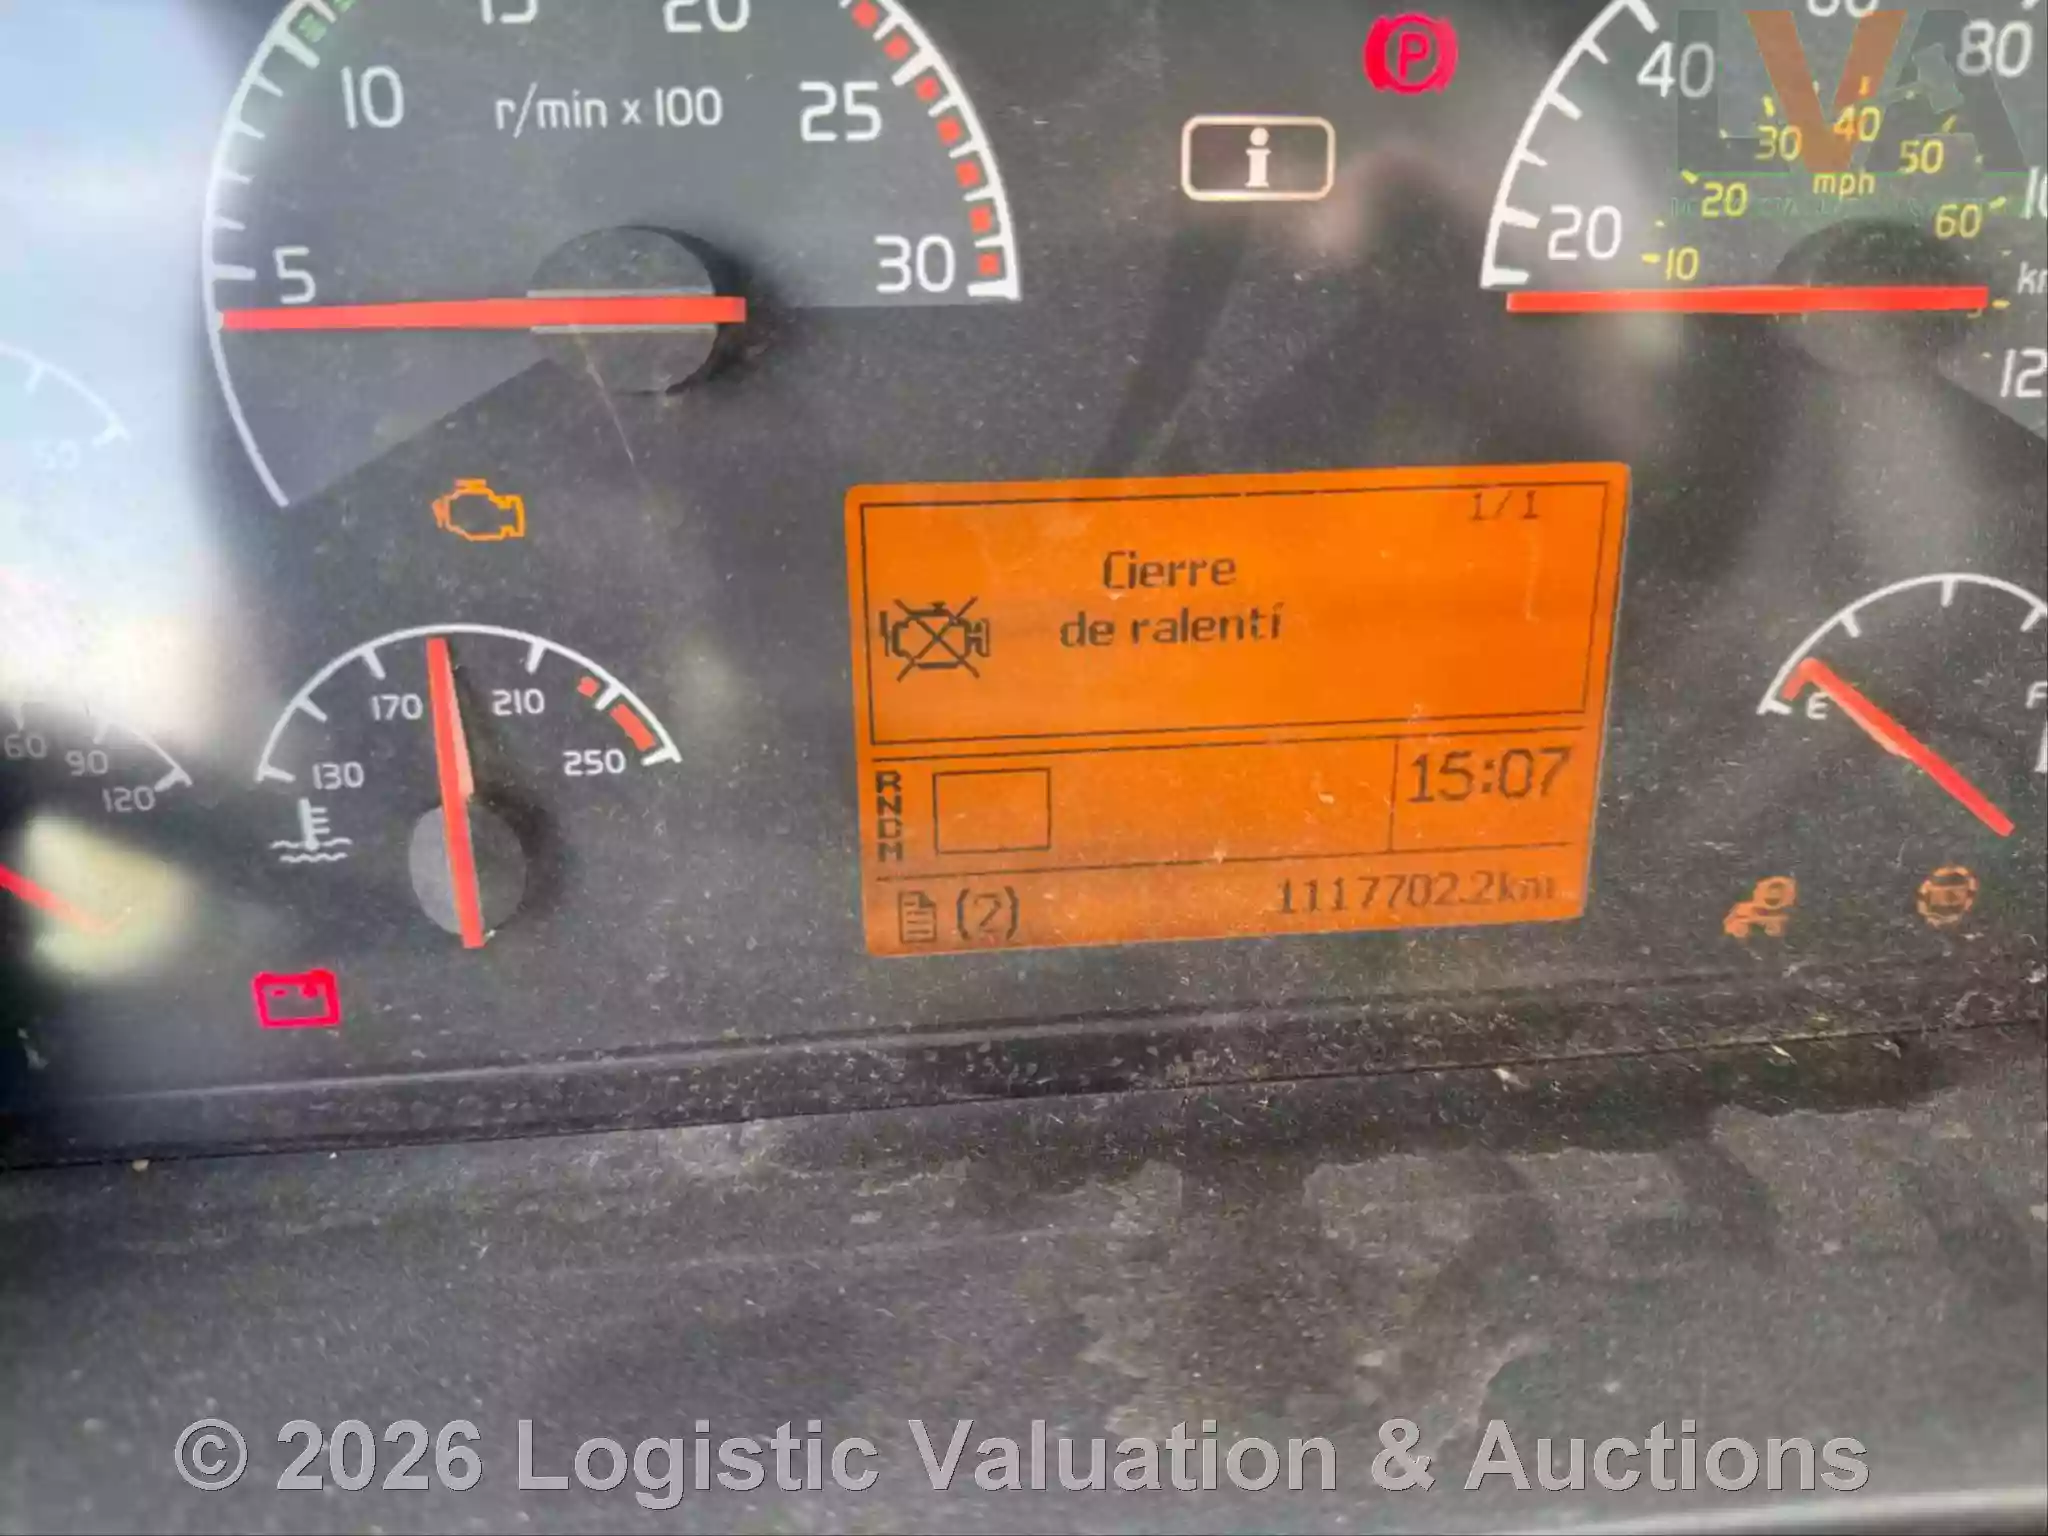 15 20
10 r/min x 100 25
5 30
P
i
40 60 80
30 40 50
20 mph 60
20 10
120
1/1
Cierre
de ralentí
170 210
130 250
60 90
120
E F
R
N
D
M
15:07
(2) 1117702.2km
© 2026 Logistic Valuation & Auctions